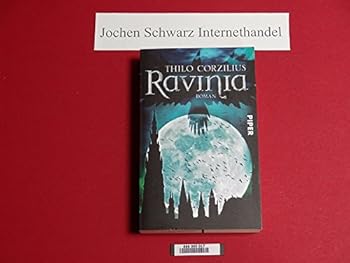 Jochen Schwarz Internethandel
THILO CORZILIUS
RAVINIA
ROMAN
PIPER